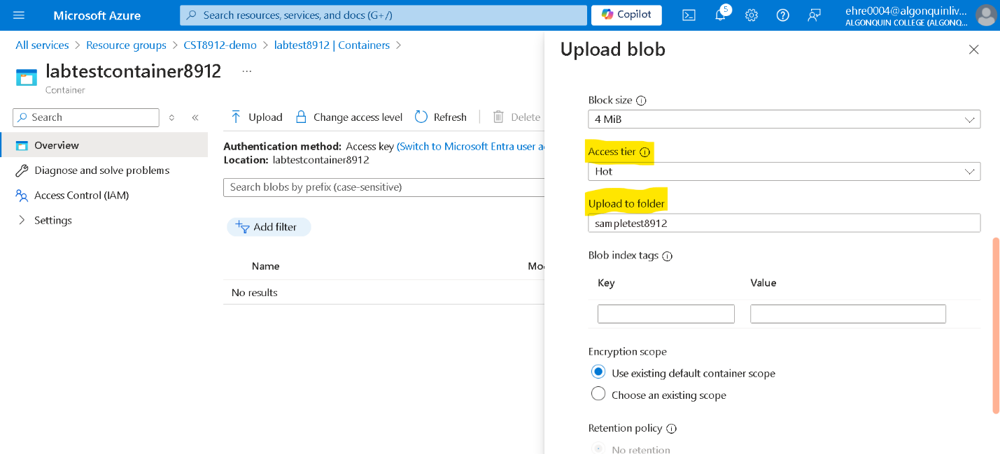 Microsoft Azure
Search resources, services, and docs (G+/)
Copilot
5
ehre0004@algonquinliv...
ALGONQUIN COLLEGE (ALGONQ...
All services > Resource groups > CST8912-demo > labtest8912 | Containers >
labtestcontainer8912 ...
Container
Search
Overview
Diagnose and solve problems
Access Control (IAM)
Settings
Upload Change access level Refresh Delete
Authentication method: Access key (Switch to Microsoft Entra user a
Location: labtestcontainer8912
Search blobs by prefix (case-sensitive)
Add filter
Name Mo
No results
Upload blob
Block size
4 MiB
Access tier
Hot
Upload to folder
sampletest8912
Blob index tags
Key Value
Encryption scope
Use existing default container scope
Choose an existing scope
Retention policy
No retention